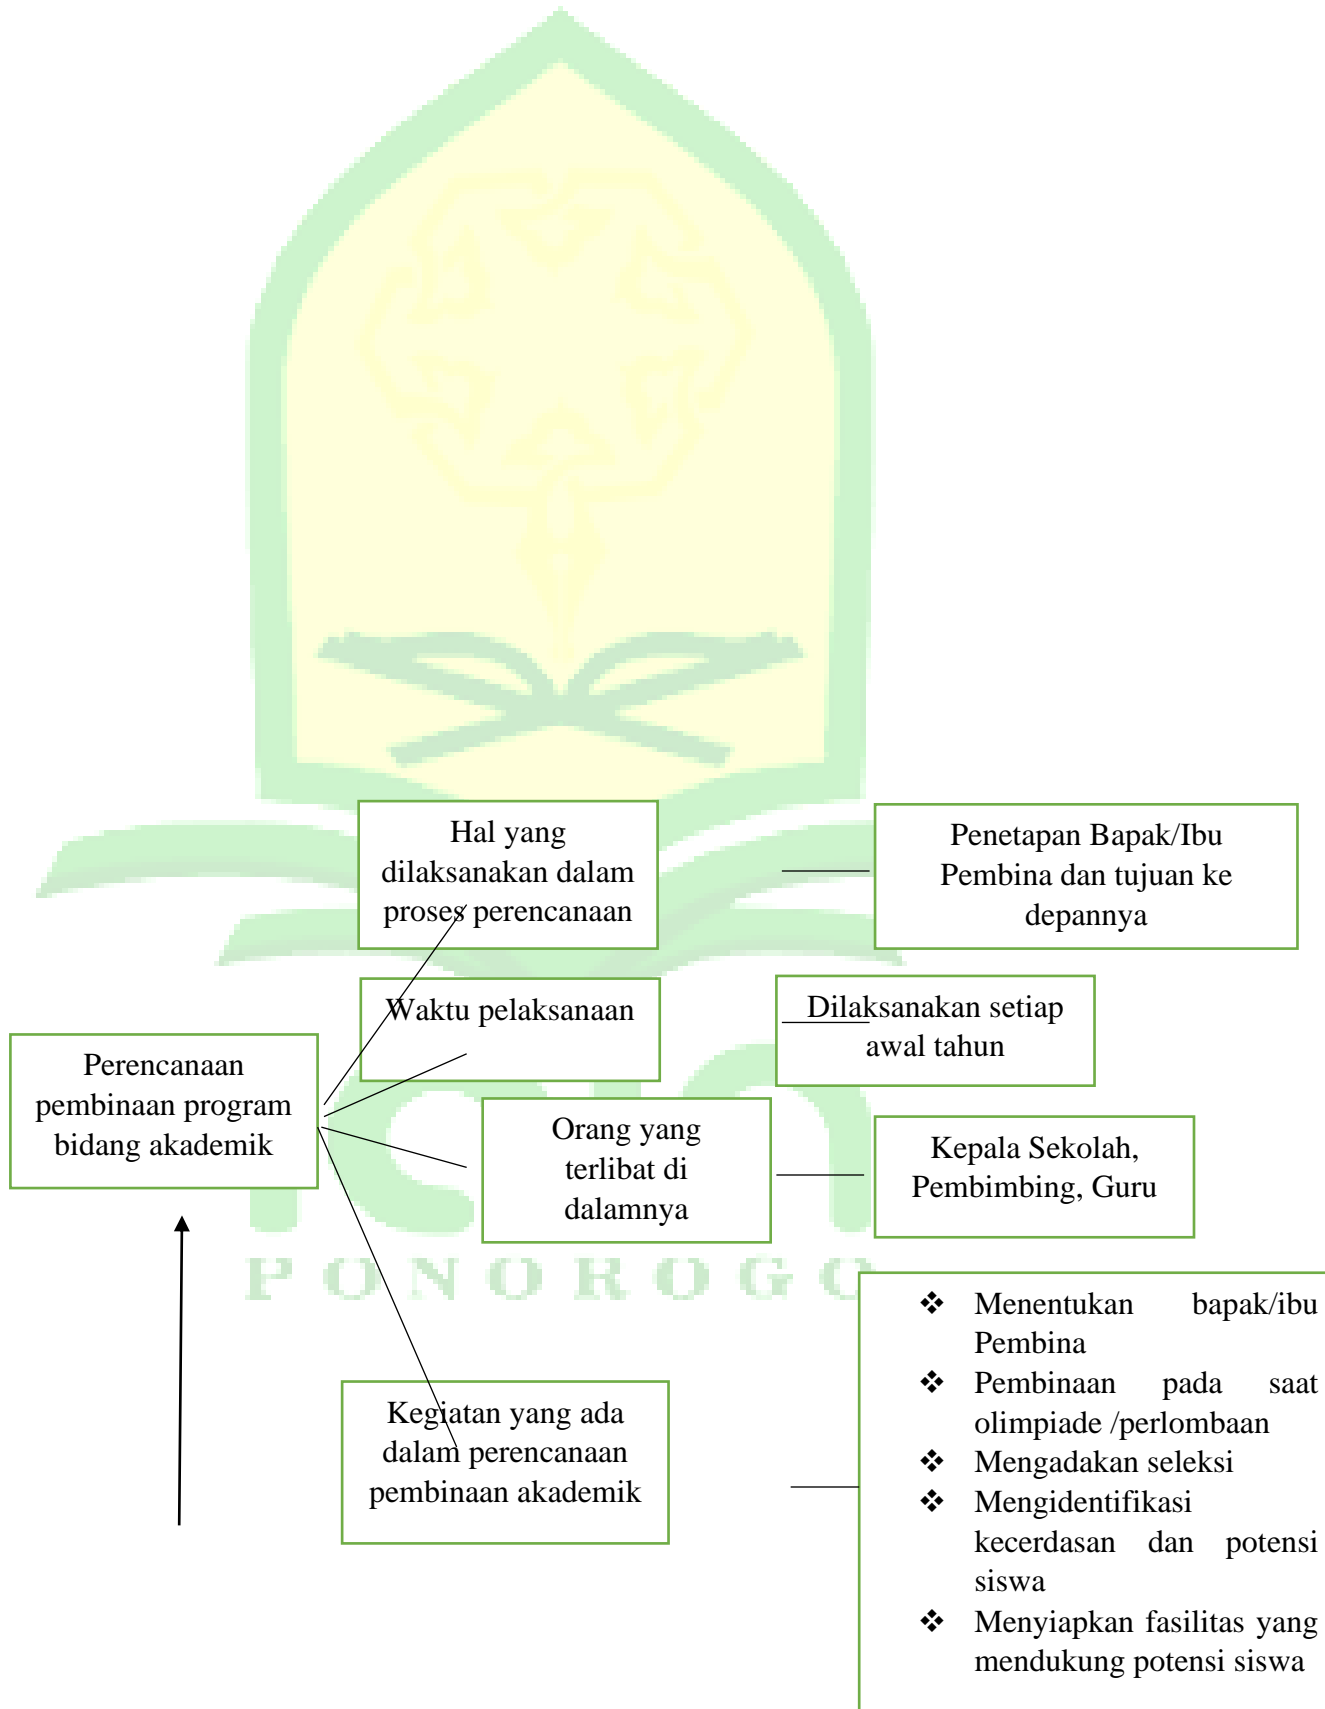 Hal yang
dilaksanakan dalam
proses perencanaan
Penetapan Bapak/Ibu
Pembina dan tujuan ke
depannya
Waktu pelaksanaan
Dilaksanakan setiap
awal tahun
Perencanaan
pembinaan program
bidang akademik
Orang yang
terlibat di
dalamnya
Kepala Sekolah,
Pembimbing, Guru
PONOROGO
❖ Menentukan bapak/ibu
Pembina
❖ Pembinaan pada saat
olimpiade /perlombaan
❖ Mengadakan seleksi
❖ Mengidentifikasi
kecerdasan dan potensi
siswa
❖ Menyiapkan fasilitas yang
mendukung potensi siswa
Kegiatan yang ada
dalam perencanaan
pembinaan akademik